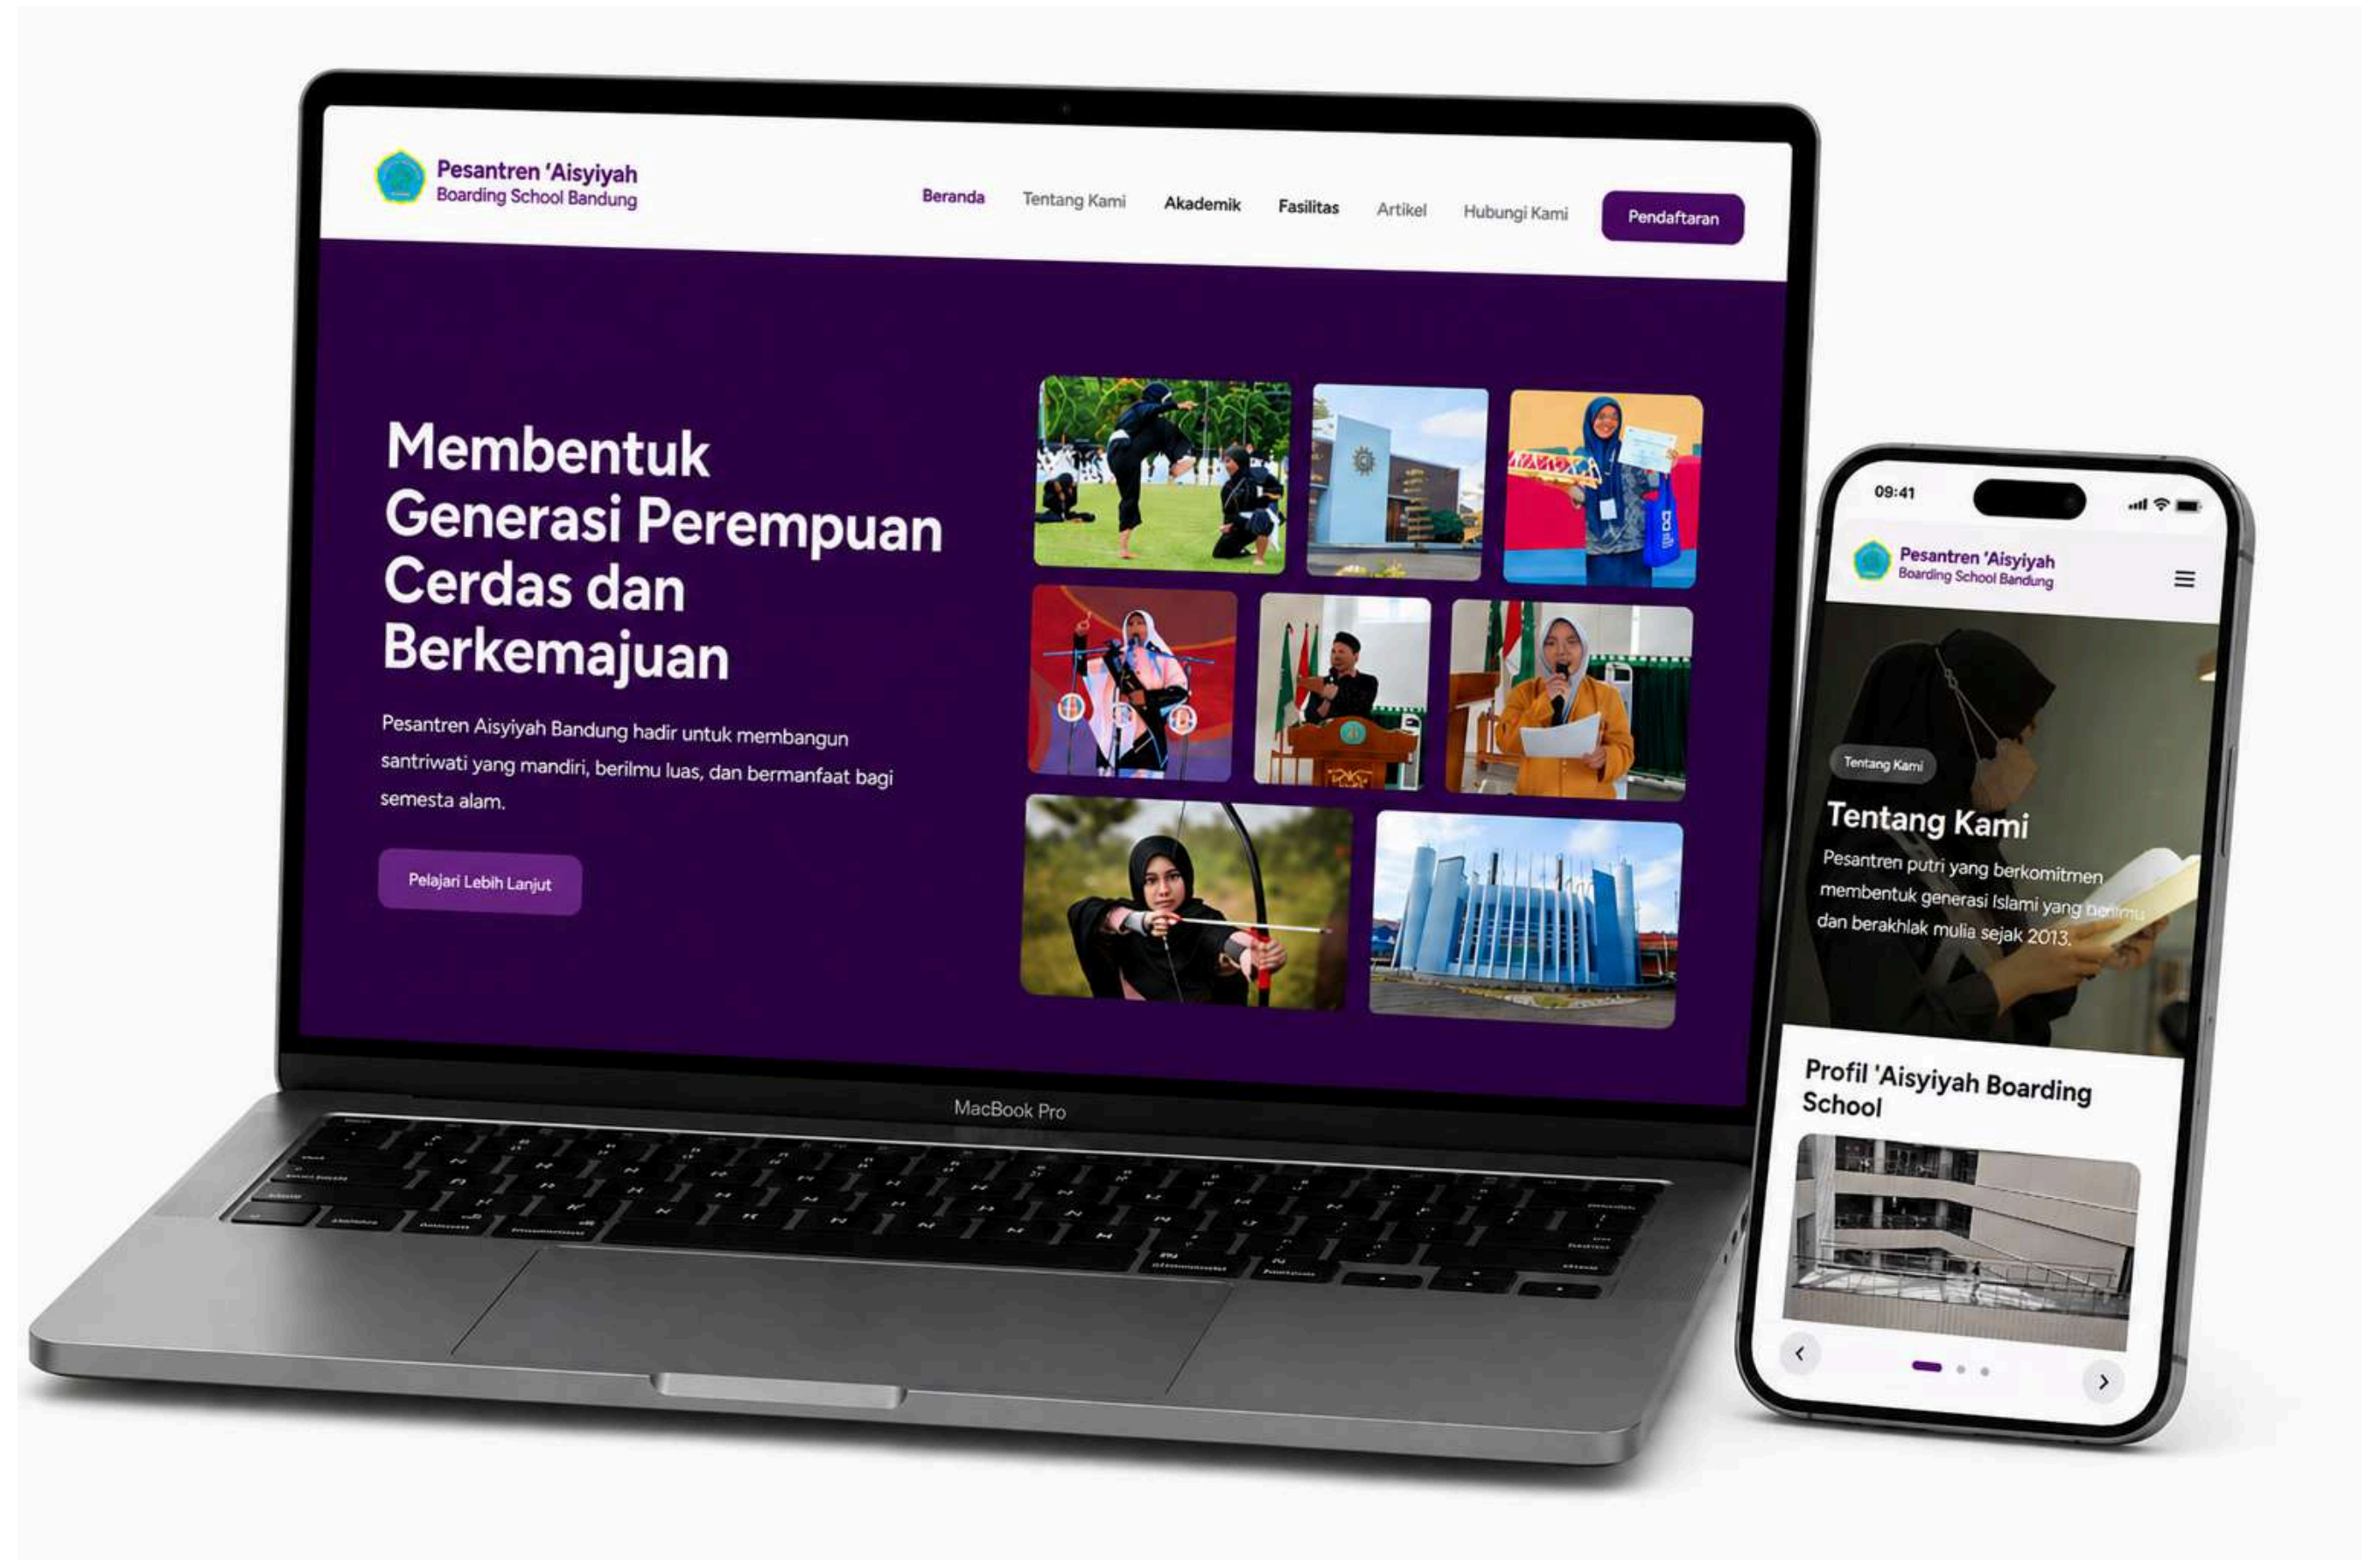 Pesantren ‘Aisyiyah
Boarding School Bandung
Beranda Tentang Kami Akademik Fasilitas Artikel Hubungi Kami Pendaftaran
Membentuk
Generasi Perempuan
Cerdas dan
Berkemajuan
Pesantren Aisyiyah Bandung hadir untuk membangun
santriwati yang mandiri, berilmu luas, dan bermanfaat bagi
semesta alam.
Pelajari Lebih Lanjut
MacBook Pro
09:41
Pesantren 'Aisyiyah
Boarding School Bandung
Tentang Kami
Tentang Kami
Pesantren putri yang berkomitmen
membentuk generasi Islami yang berilmu
dan berakhlak mulia sejak 2013.
Profil 'Aisyiyah Boarding
School